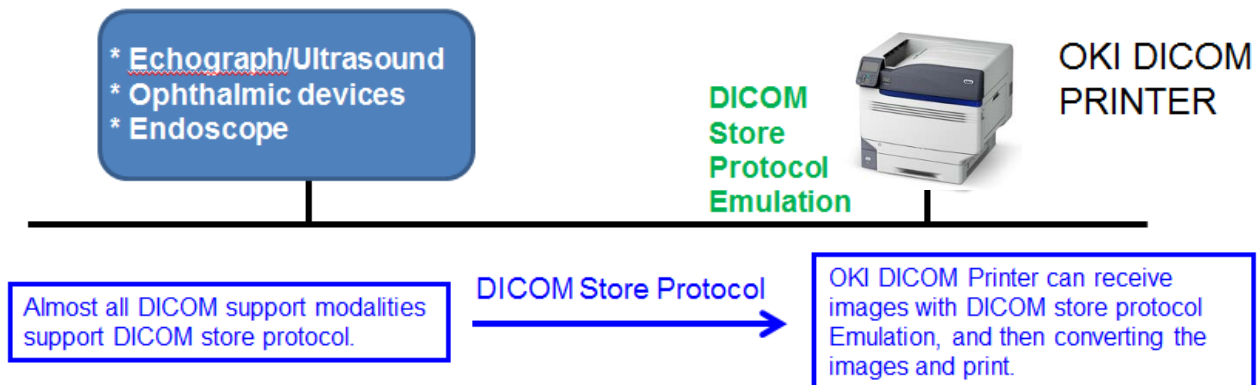 * Echograph/Ultrasound
* Ophthalmic devices
* Endoscope
DICOM
Store
Protocol
Emulation
OKI DICOM
PRINTER
Almost all DICOM support modalities
support DICOM store protocol.
DICOM Store Protocol
OKI DICOM Printer can receive
images with DICOM store protocol
Emulation, and then converting the
images and print.